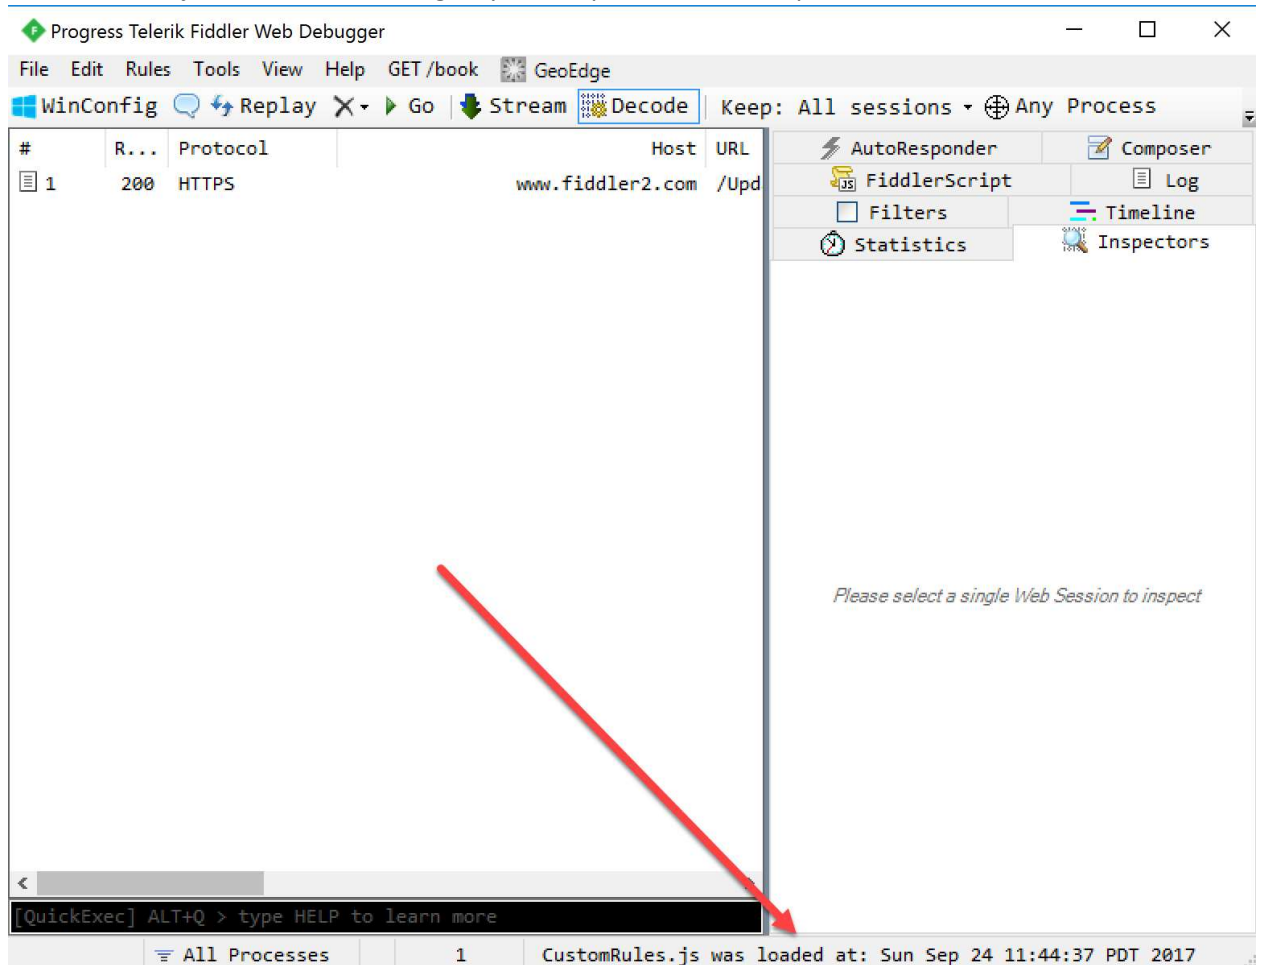 Progress Telerik Fiddler Web Debugger
File Edit Rules Tools View Help GET /book GeoEdge
WinConfig Replay Go Stream Decode Keep: All sessions Any Process
# R... Protocol Host URL
1 200 HTTPS www.fiddler2.com /Upd
AutoResponder Composer
FiddlerScript Log
Filters Timeline
Statistics Inspectors
Please select a single Web Session to inspect
[QuickExec] ALT+Q > type HELP to learn more
All Processes 1 CustomRules.js was loaded at: Sun Sep 24 11:44:37 PDT 2017